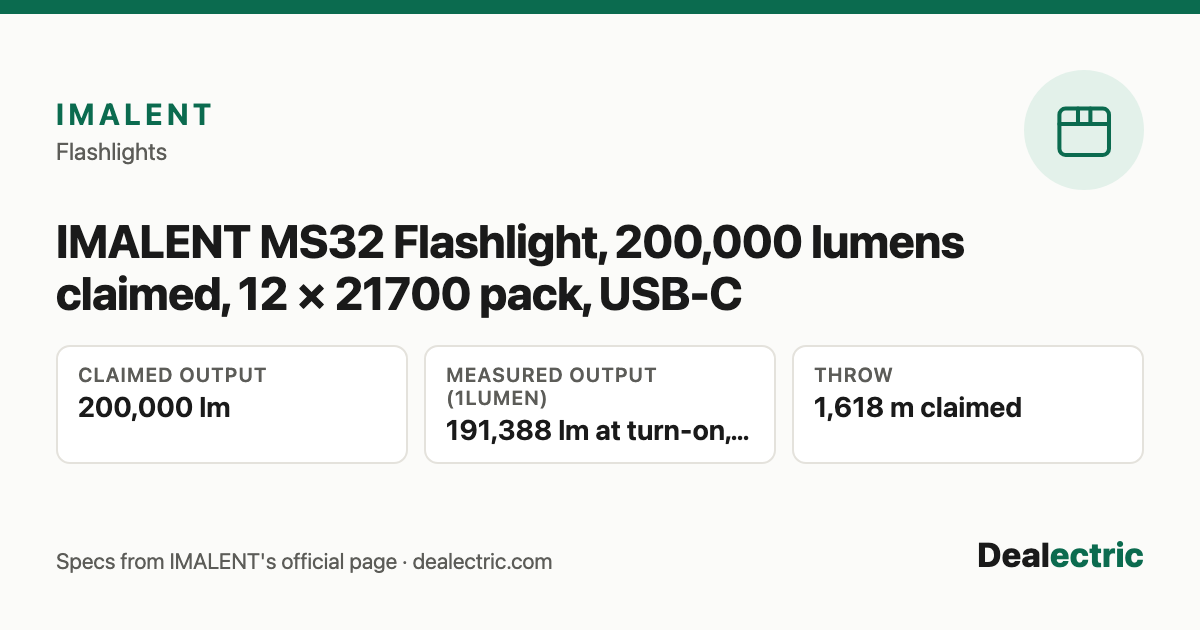 IMALENT
Flashlights
IMALENT MS32 Flashlight, 200,000 lumens
claimed, 12 × 21700 pack, USB-C
CLAIMED OUTPUT
200,000 lm
MEASURED OUTPUT
(1LUMEN)
191,388 lm at turn-on,...
THROW
1,618 m claimed
Specs from IMALENT's official page · dealectric.com
Dealectric